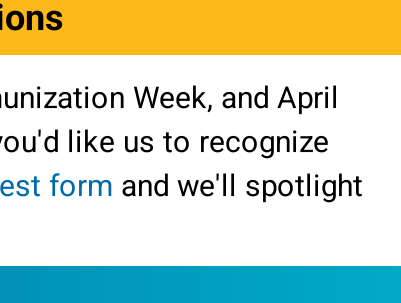 ions
unization Week, and April
you'd like us to recognize
est form and we'll spotlight